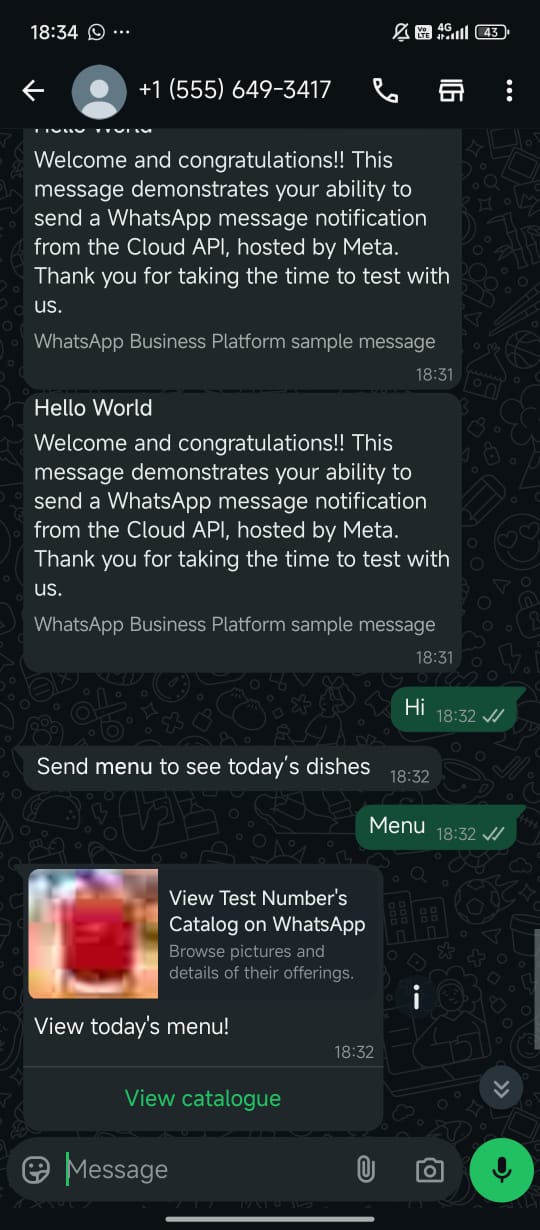 18:34
VoLTE 4G 43
+1 (555) 649-3417
Hello World
Welcome and congratulations!! This
message demonstrates your ability to
send a WhatsApp message notification
from the Cloud API, hosted by Meta.
Thank you for taking the time to test with
us.
WhatsApp Business Platform sample message
18:31
Hello World
Welcome and congratulations!! This
message demonstrates your ability to
send a WhatsApp message notification
from the Cloud API, hosted by Meta.
Thank you for taking the time to test with
us.
WhatsApp Business Platform sample message
18:31
Hi 18:32
Send menu to see today's dishes 18:32
Menu 18:32
View Test Number's
Catalog on WhatsApp
Browse pictures and
details of their offerings.
View today's menu!
18:32
View catalogue
Message